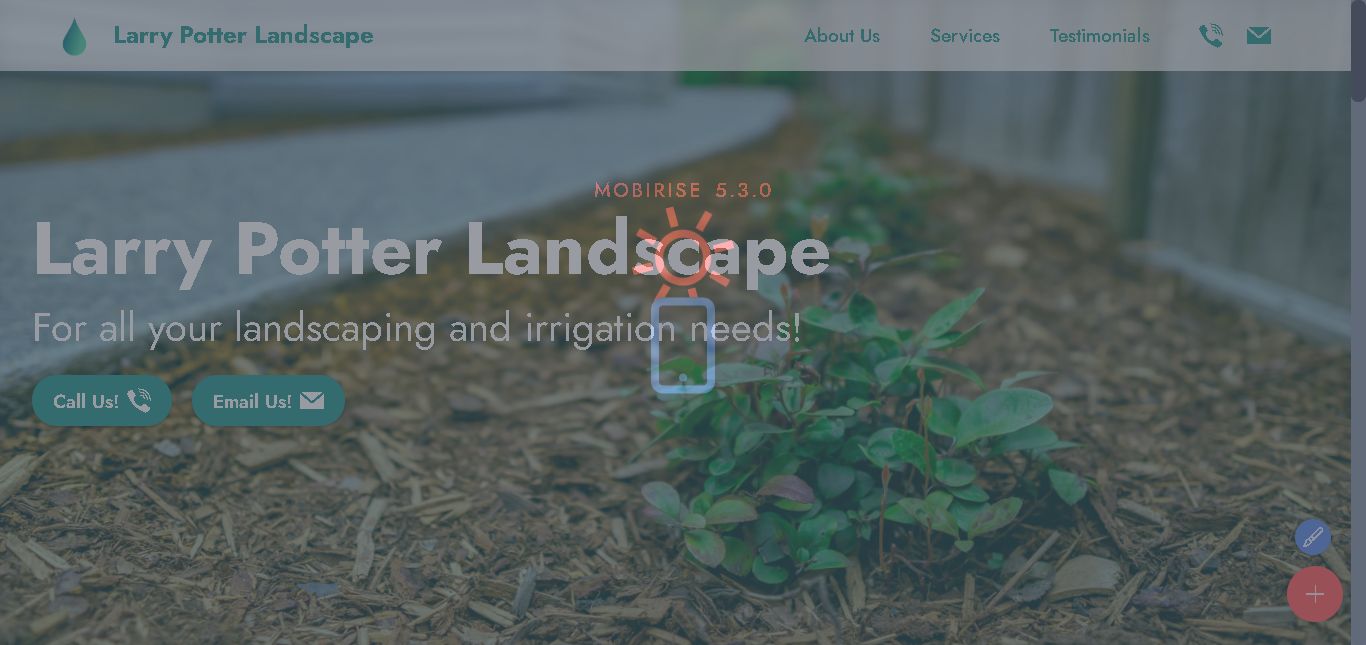 Larry Potter Landscape
About Us
Services
Testimonials
MOBIRISE 5.3.0
Larry Potter Landscape
For all your landscaping and irrigation needs!
Call Us!
Email Us!